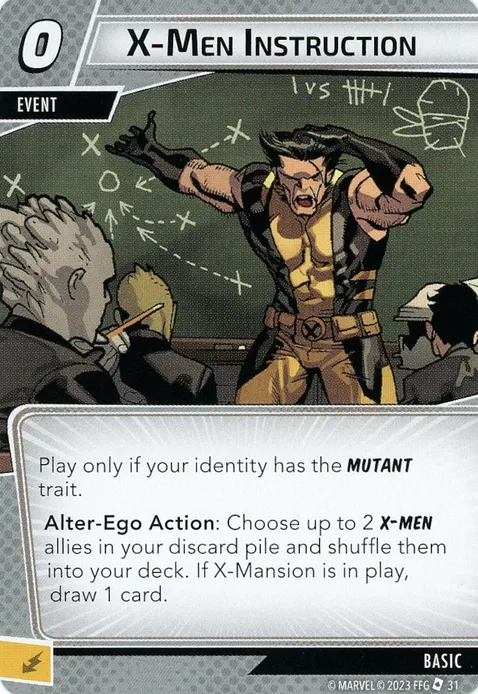 0
X-Men Instruction
EVENT
1 vs
Play only if your identity has the MUTANT
trait.
Alter-Ego Action: Choose up to 2 X-MEN
allies in your discard pile and shuffle them
into your deck. If X-Mansion is in play,
draw 1 card.
BASIC
© MARVEL © 2023 FFG 31